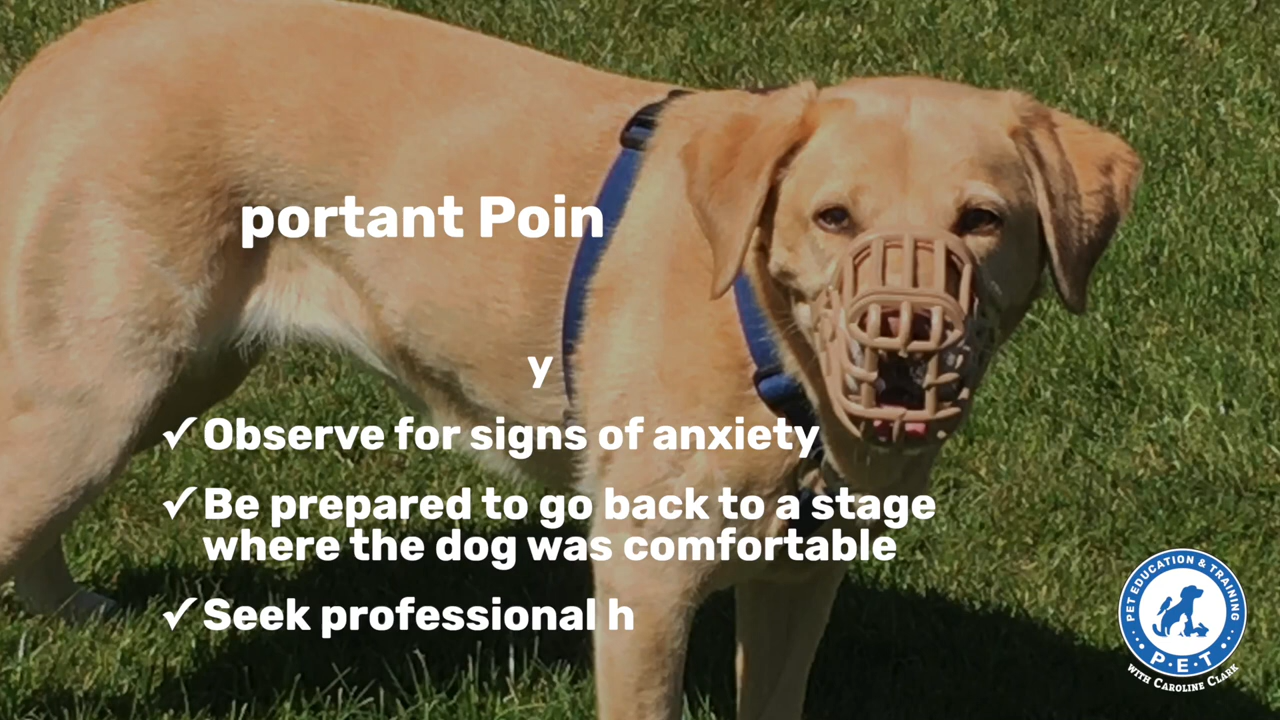 portant Poin
y
✓ Observe for signs of anxiety
✓ Be prepared to go back to a stage
where the dog was comfortable
✓ Seek professional h
PET EDUCATION & TRAINING
P·E·T
WITH CAROLINE CLARK